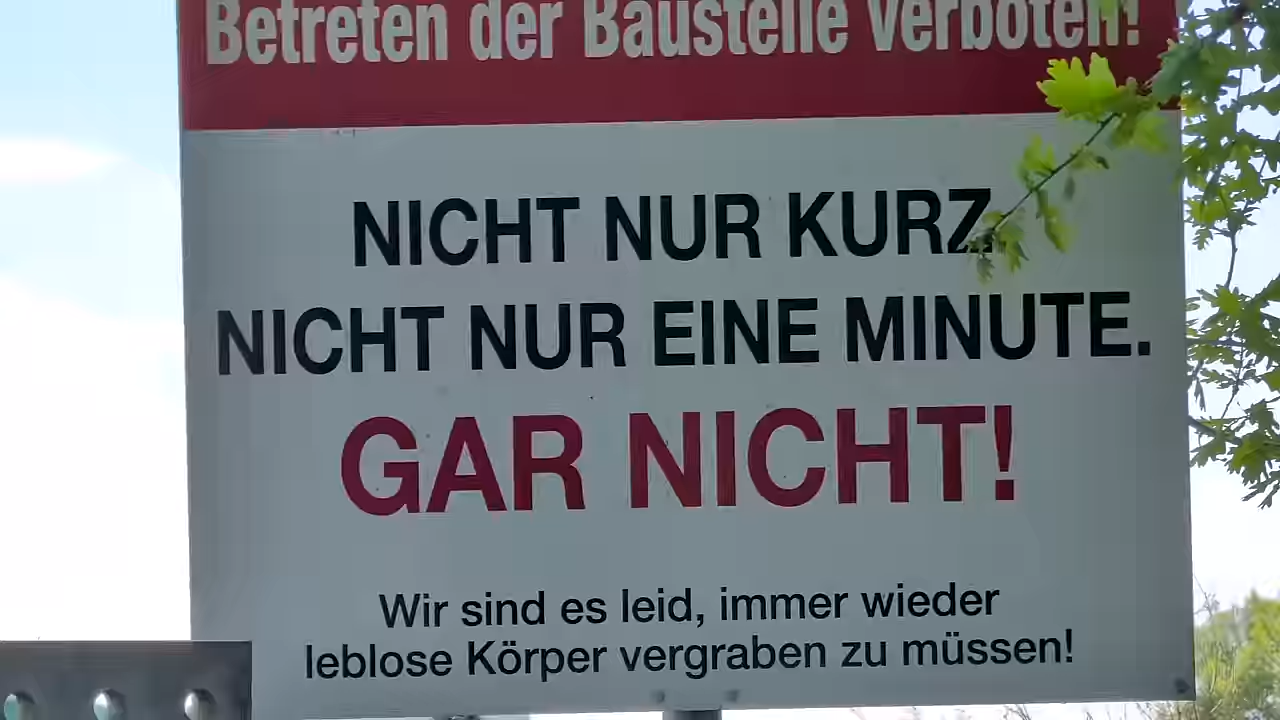 Betreten der Baustelle verboten!
NICHT NUR KURZ.
NICHT NUR EINE MINUTE.
GAR NICHT!
Wir sind es leid, immer wieder
leblose Körper vergraben zu müssen!